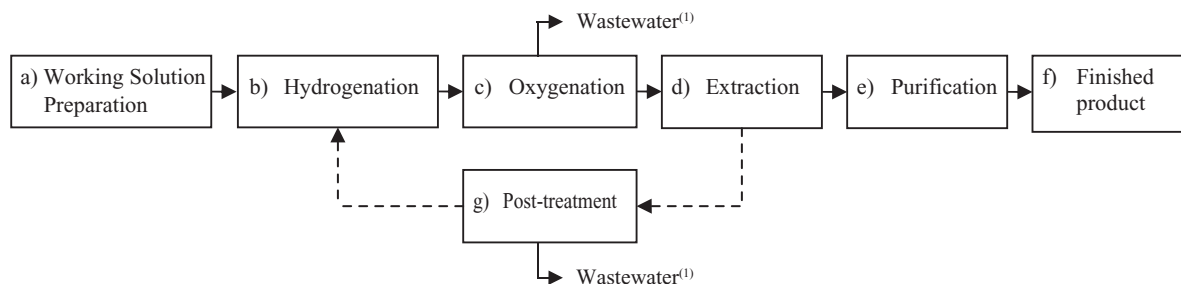 Wastewater(1)
a) Working Solution
Preparation
b) Hydrogenation
c) Oxygenation
d) Extraction
e) Purification
f) Finished
product
g) Post-treatment
Wastewater(1)